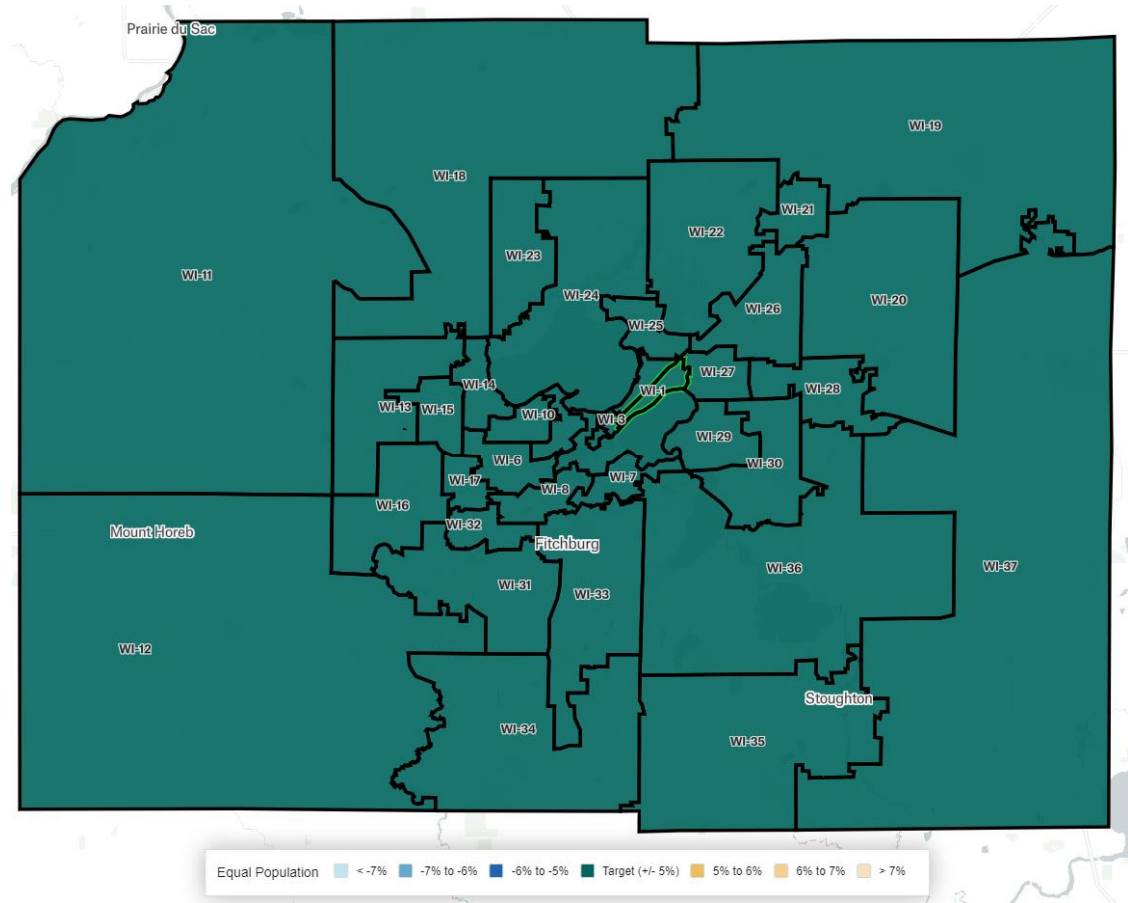 Prairie du Sac
WI-19
WI-18
WI-21
WI-22
WI-23
WI-11
WI-24
WI-20
WI-26
WI-25
WI-27
WI-14
WI-1
WI-28
WI-13
WI-15
WI-10
WI-3
WI-29
WI-6
WI-30
WI-17
WI-7
WI-8
WI-16
WI-32
Mount Horeb
Fitchburg
WI-36
WI-37
WI-31
WI-33
WI-12
Stoughton
WI-34
WI-35
Equal Population < -7% -7% to -6% -6% to -5% Target (+/- 5%) 5% to 6% 6% to 7% > 7%